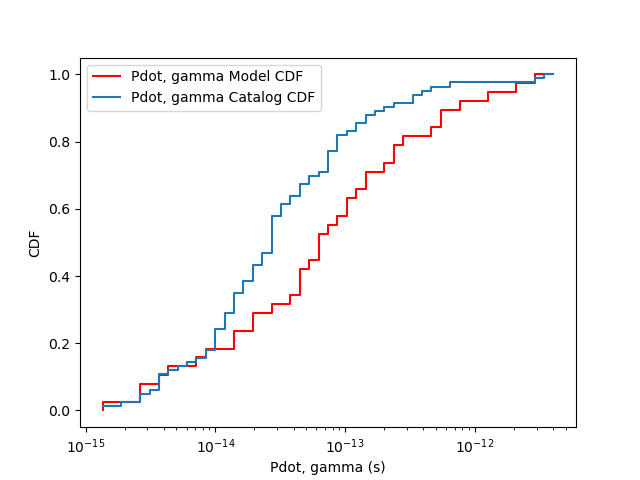 Pdot, gamma Model CDF
Pdot, gamma Catalog CDF
1.0
0.8
0.6
0.4
0.2
0.0
CDF
10⁻¹⁵
10⁻¹⁴
10⁻¹³
10⁻¹²
Pdot, gamma (s)